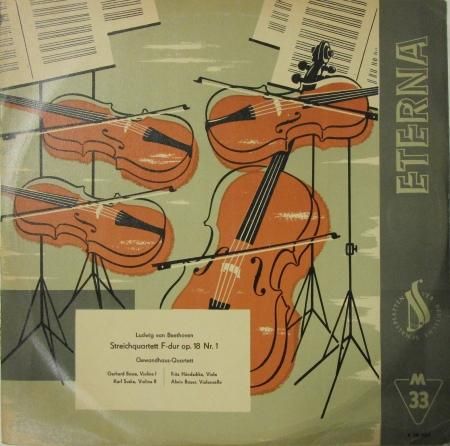 ETERNA
Ludwig van Beethoven
Streichquartett F-dur op. 18 Nr. 1
Gewandhaus-Quartett
Gerhard Bosse, Violine I
Fritz Händschke, Viola
Karl Suske, Violine II
Alwin Bauer, Violoncello
M
33